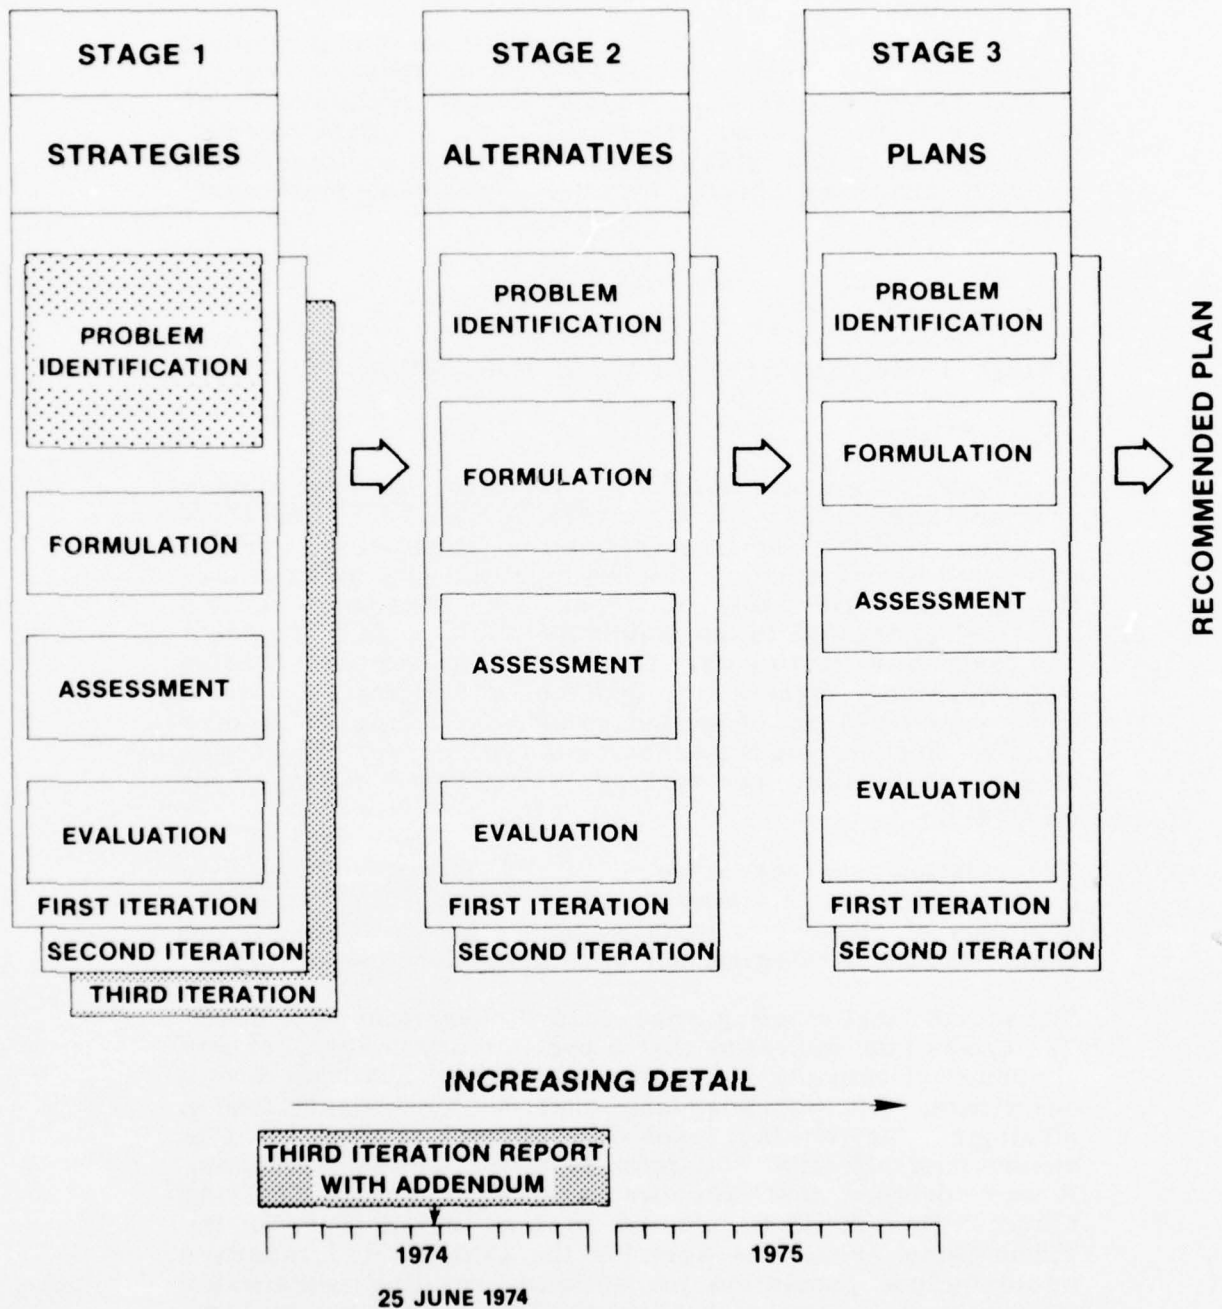 STAGE 1
STRATEGIES
PROBLEM
IDENTIFICATION
FORMULATION
ASSESSMENT
EVALUATION
FIRST ITERATION
SECOND ITERATION
THIRD ITERATION
STAGE 2
ALTERNATIVES
PROBLEM
IDENTIFICATION
FORMULATION
ASSESSMENT
EVALUATION
FIRST ITERATION
SECOND ITERATION
STAGE 3
PLANS
PROBLEM
IDENTIFICATION
FORMULATION
ASSESSMENT
EVALUATION
FIRST ITERATION
SECOND ITERATION
RECOMMENDED PLAN
INCREASING DETAIL
THIRD ITERATION REPORT
WITH ADDENDUM
1974
1975
25 JUNE 1974